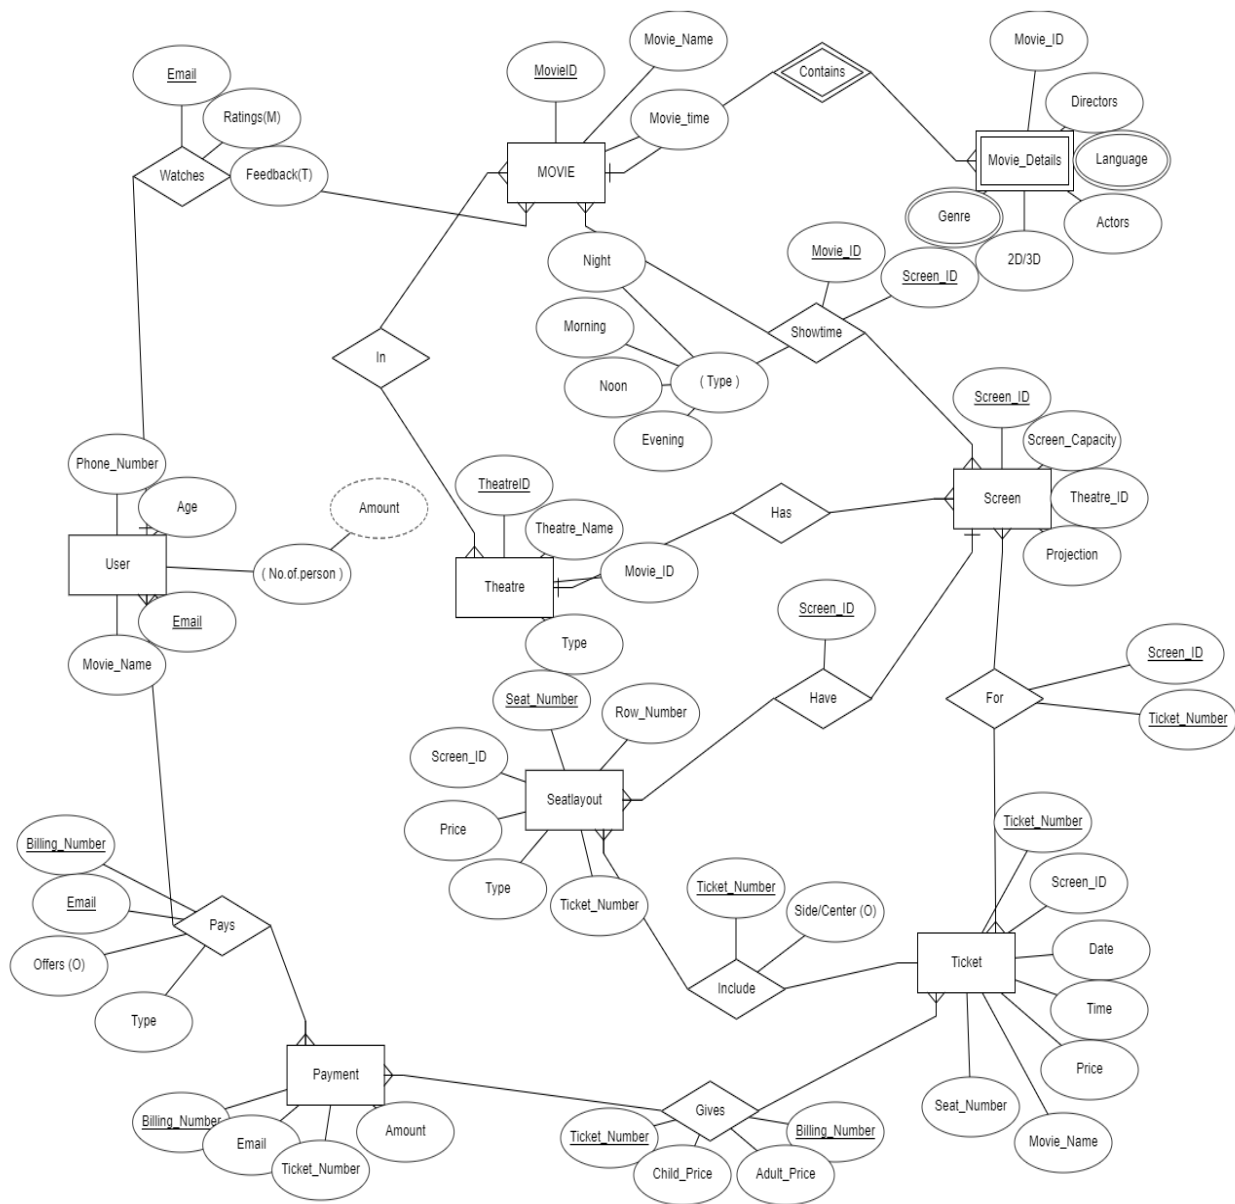 Movie_Name
Movie_ID
Email
MovieID
Contains
Directors
Ratings(M)
Movie_time
Movie_Details
Language
Watches
Feedback(T)
MOVIE
Genre
Actors
Movie_ID
Night
2D/3D
Screen_ID
Morning
Showtime
In
Noon
( Type )
Screen_ID
Evening
Screen_Capacity
Phone_Number
TheatreID
Screen
Theatre_ID
Age
Amount
Theatre_Name
Has
Projection
User
( No.of.person )
Theatre
Movie_ID
Screen_ID
Email
Type
Screen_ID
Movie_Name
Seat_Number
Row_Number
Have
For
Ticket_Number
Screen_ID
Seatlayout
Price
Ticket_Number
Billing_Number
Type
Ticket_Number
Ticket_Number
Screen_ID
Email
Side/Center (O)
Pays
Date
Offers (O)
Ticket
Include
Time
Type
Payment
Price
Seat_Number
Billing_Number
Email
Amount
Gives
Ticket_Number
Billing_Number
Movie_Name
Ticket_Number
Child_Price
Adult_Price